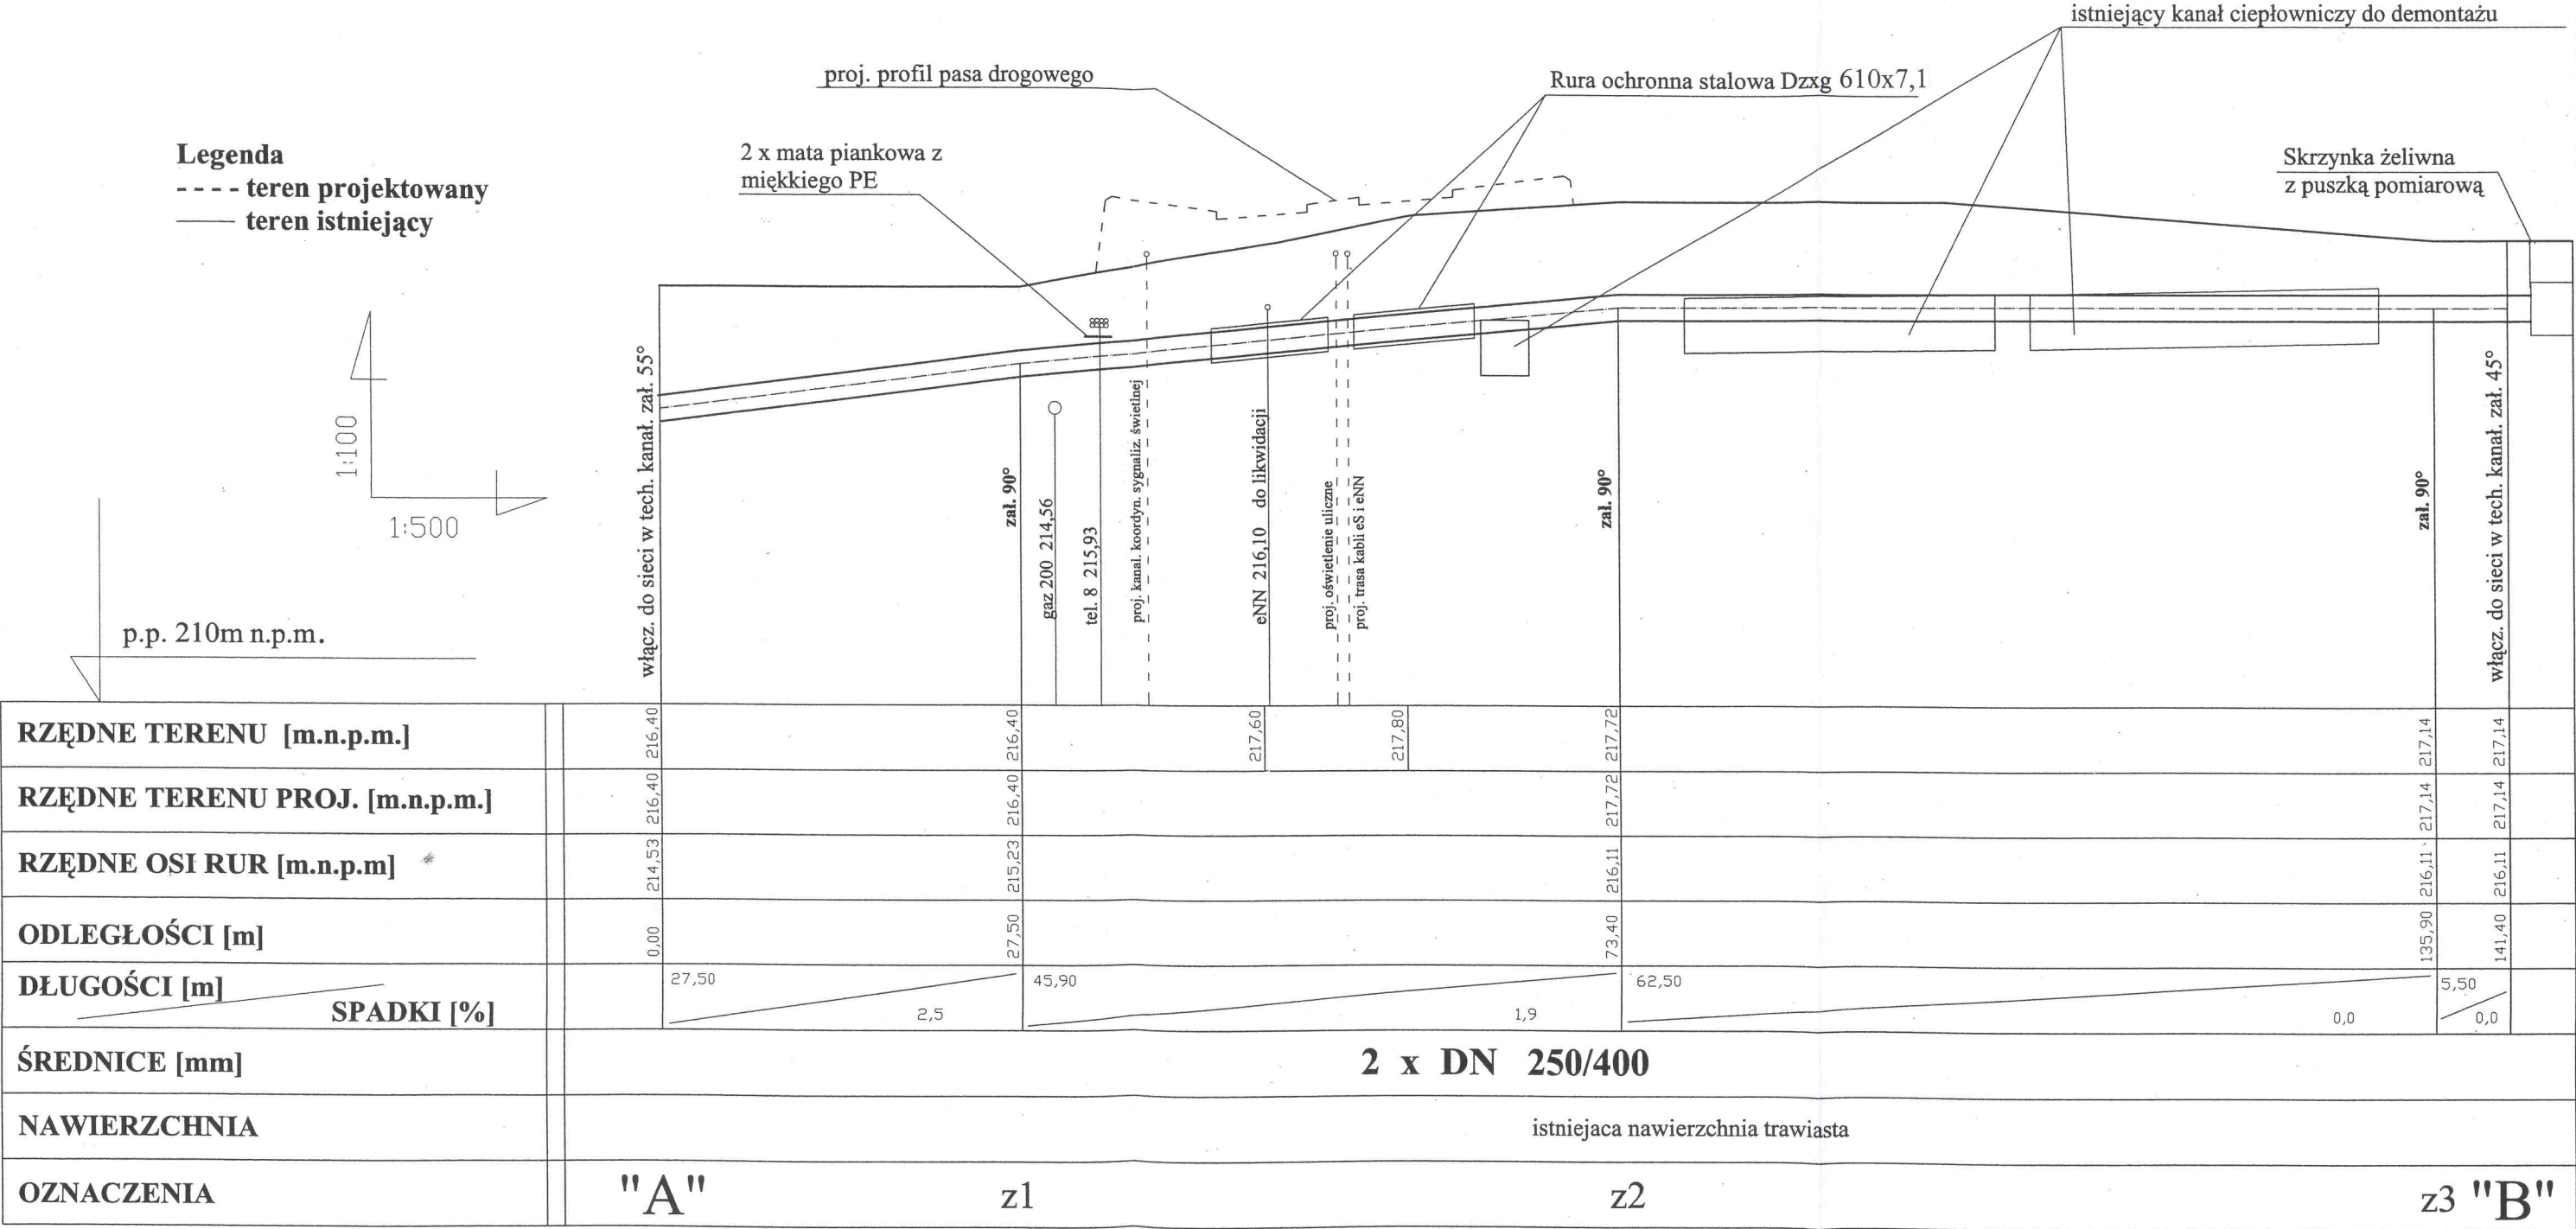 istniejący kanał ciepłowniczy do demontażu
proj. profil pasa drogowego
Rura ochronna stalowa Dzxg 610x7,1
Legenda
---- teren projektowany
—— teren istniejący
2 x mata piankowa z
miękkiego PE
Skrzynka żeliwna
z puszką pomiarową
1:100
1:500
p.p. 210m n.p.m.
włącz. do sieci w tech. kanał. zał. 55°
zał. 90°
gaz 200 214,56
tel. 8 215,93
proj. kanal. koordyn. sygnaliz. świetlnej
eNN 216,10 do likwidacji
proj. oświetlenie uliczne
proj. trasa kabli eS i eNN
zał. 90°
zał. 90°
włącz. do sieci w tech. kanał. zał. 45°
RZĘDNE TERENU [m.n.p.m.] 216,40 216,40 217,60 217,80 217,72 217,14 217,14
RZĘDNE TERENU PROJ. [m.n.p.m.] 216,40 216,40 217,72 217,14 217,14
RZĘDNE OSI RUR [m.n.p.m] 214,53 215,23 216,11 216,11 216,11
ODLEGŁOŚCI [m] 0,00 27,50 73,40 135,90 141,40
DŁUGOŚCI [m] 27,50 45,90 62,50 5,50
SPADKI [%] 2,5 1,9 0,0 0,0
ŚREDNICE [mm] 2 x DN 250/400
NAWIERZCHNIA istniejaca nawierzchnia trawiasta
OZNACZENIA "A" z1 z2 z3 "B"